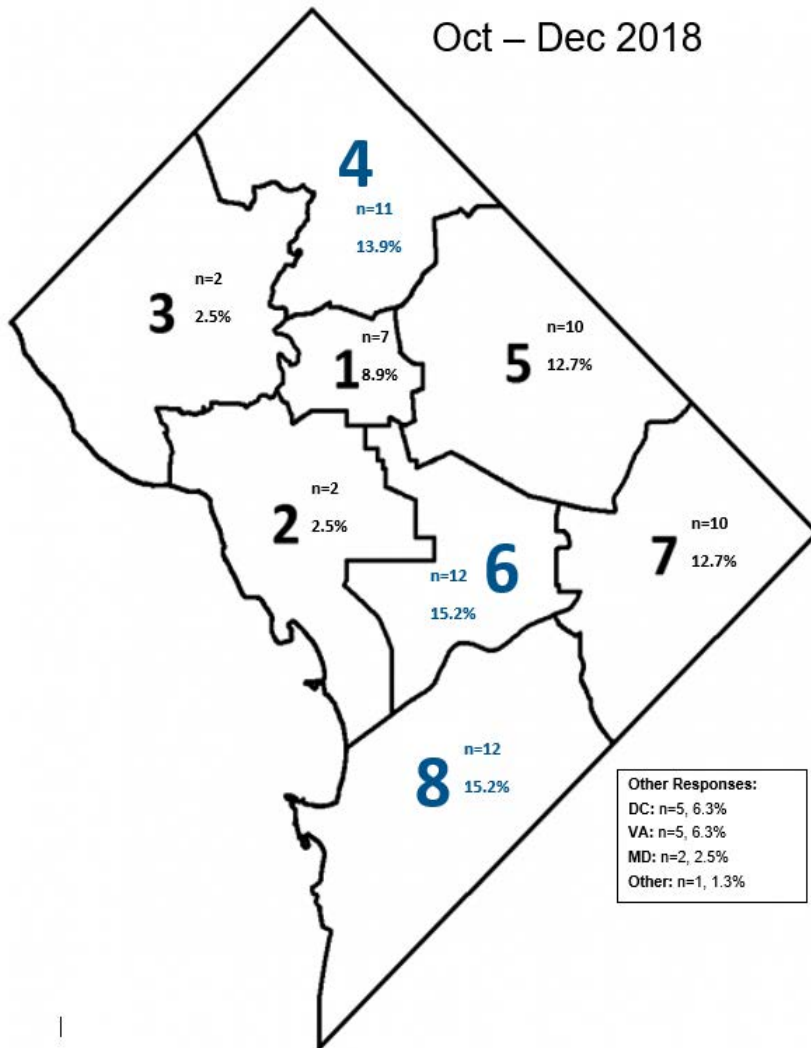 Oct – Dec 2018
4
n=11
13.9%
3
n=2
2.5%
1
n=7
8.9%
5
n=10
12.7%
2
n=2
2.5%
6
n=12
15.2%
7
n=10
12.7%
8
n=12
15.2%
Other Responses:
DC: n=5, 6.3%
VA: n=5, 6.3%
MD: n=2, 2.5%
Other: n=1, 1.3%